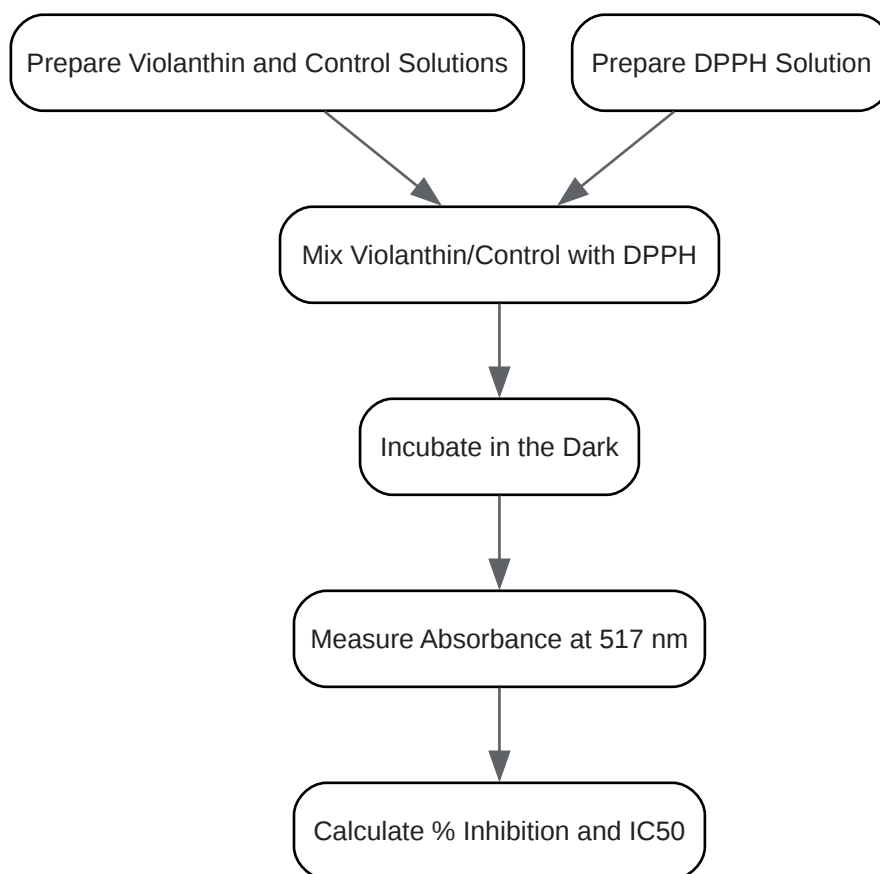 Prepare Violanthin and Control Solutions
Prepare DPPH Solution
Mix Violanthin/Control with DPPH
Incubate in the Dark
Measure Absorbance at 517 nm
Calculate % Inhibition and IC50